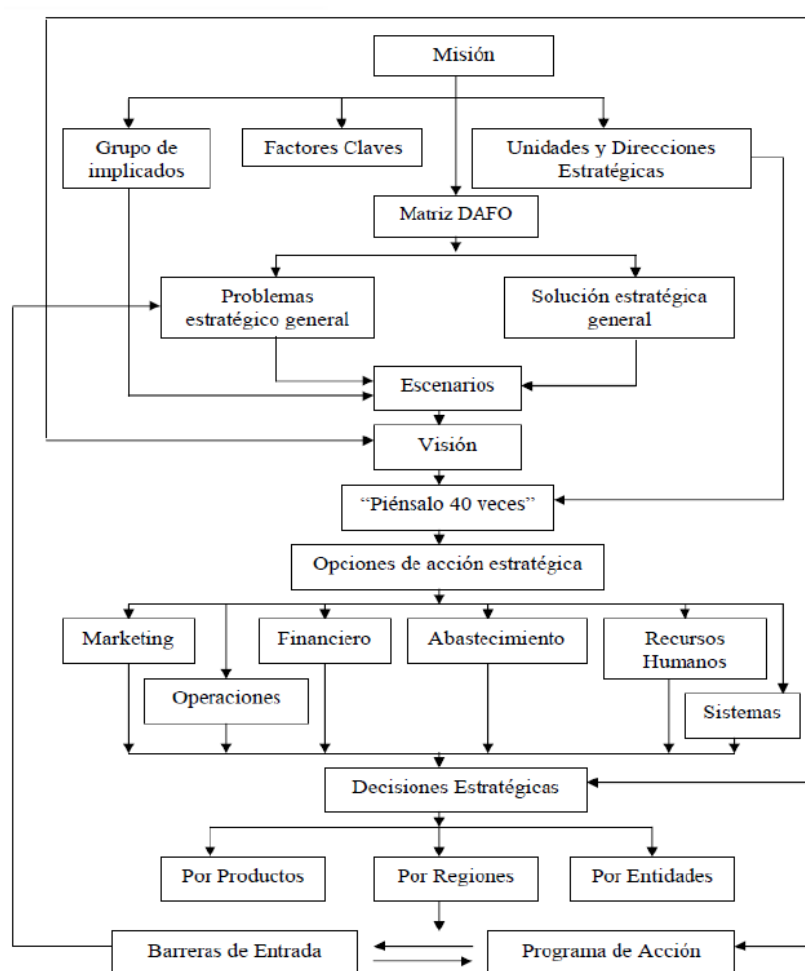 Misión
Grupo de
implicados
Factores Claves
Unidades y Direcciones
Estratégicas
Matriz DAFO
Problemas
estratégico general
Solución estratégica
general
Escenarios
Visión
“Piénsalo 40 veces”
Opciones de acción estratégica
Marketing
Financiero
Abastecimiento
Recursos
Humanos
Operaciones
Sistemas
Decisiones Estratégicas
Por Productos
Por Regiones
Por Entidades
Barreras de Entrada
Programa de Acción